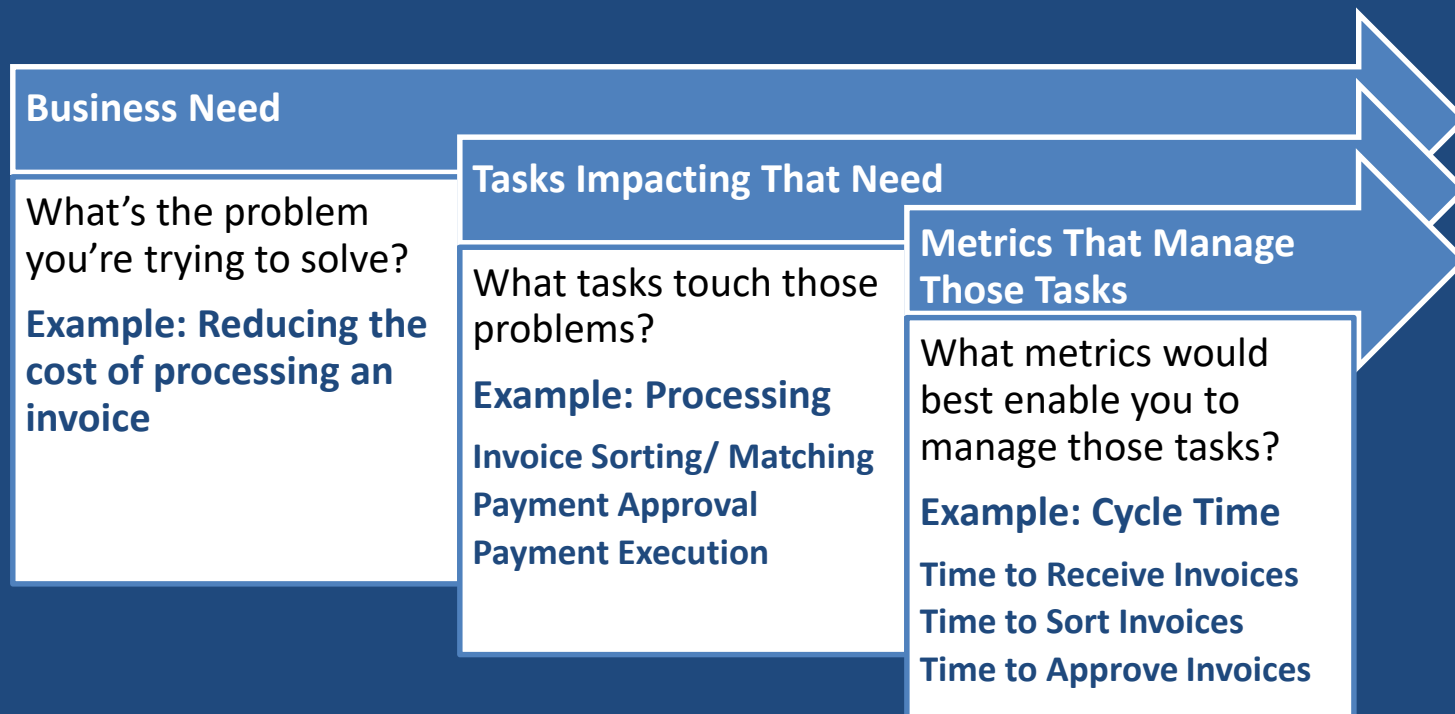 Business Need
What’s the problem
you’re trying to solve?
Example: Reducing the
cost of processing an
invoice
Tasks Impacting That Need
What tasks touch those
problems?
Example: Processing
Invoice Sorting/ Matching
Payment Approval
Payment Execution
Metrics That Manage
Those Tasks
What metrics would
best enable you to
manage those tasks?
Example: Cycle Time
Time to Receive Invoices
Time to Sort Invoices
Time to Approve Invoices